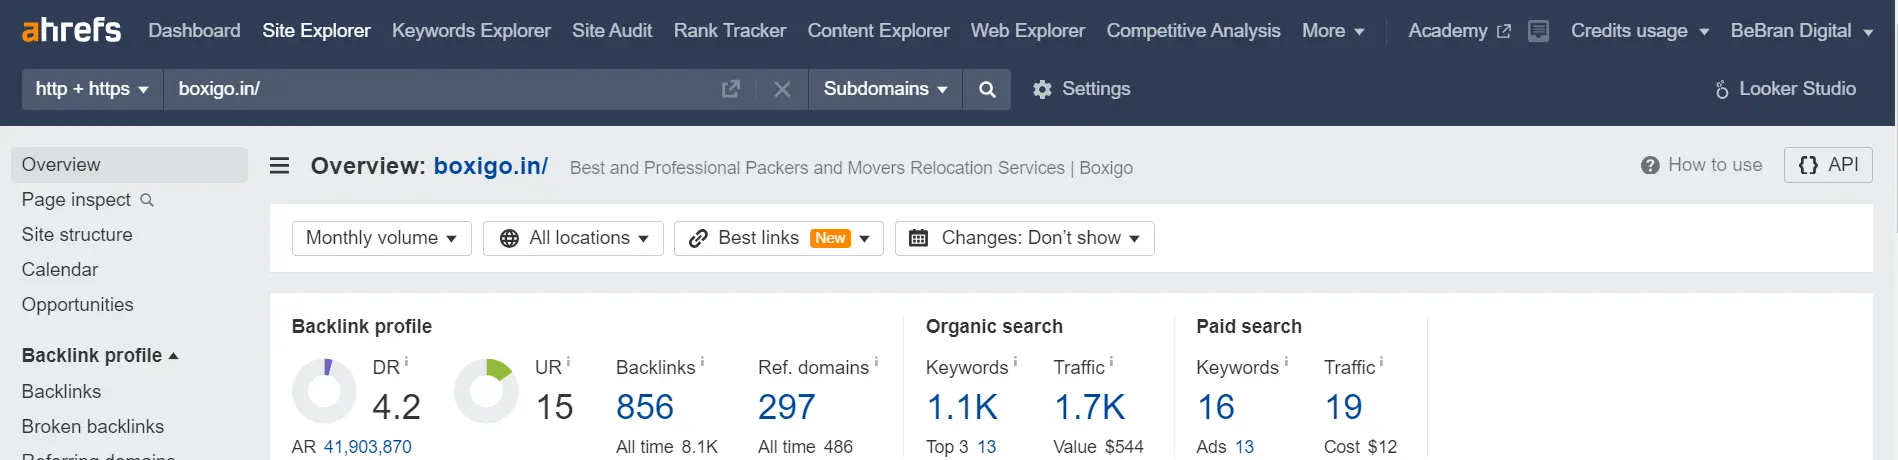 ahrefs Dashboard Site Explorer Keywords Explorer Site Audit Rank Tracker Content Explorer Web Explorer Competitive Analysis More Academy Credits usage BeBran Digital
http + https boxigo.in/ Subdomains Settings Looker Studio
Overview
Page inspect
Site structure
Calendar
Opportunities
Backlink profile
Backlinks
Broken backlinks
Referring domains
Overview: boxigo.in/ Best and Professional Packers and Movers Relocation Services | Boxigo How to use {} API
Monthly volume All locations Best links New Changes: Don't show
Backlink profile
DR i UR i Backlinks i Ref. domains i
4.2 15 856 297
AR 41,903,870 All time 8.1K All time 486
Organic search
Keywords i Traffic i
1.1K 1.7K
Top 3 13 Value $544
Paid search
Keywords i Traffic i
16 19
Ads 13 Cost $12